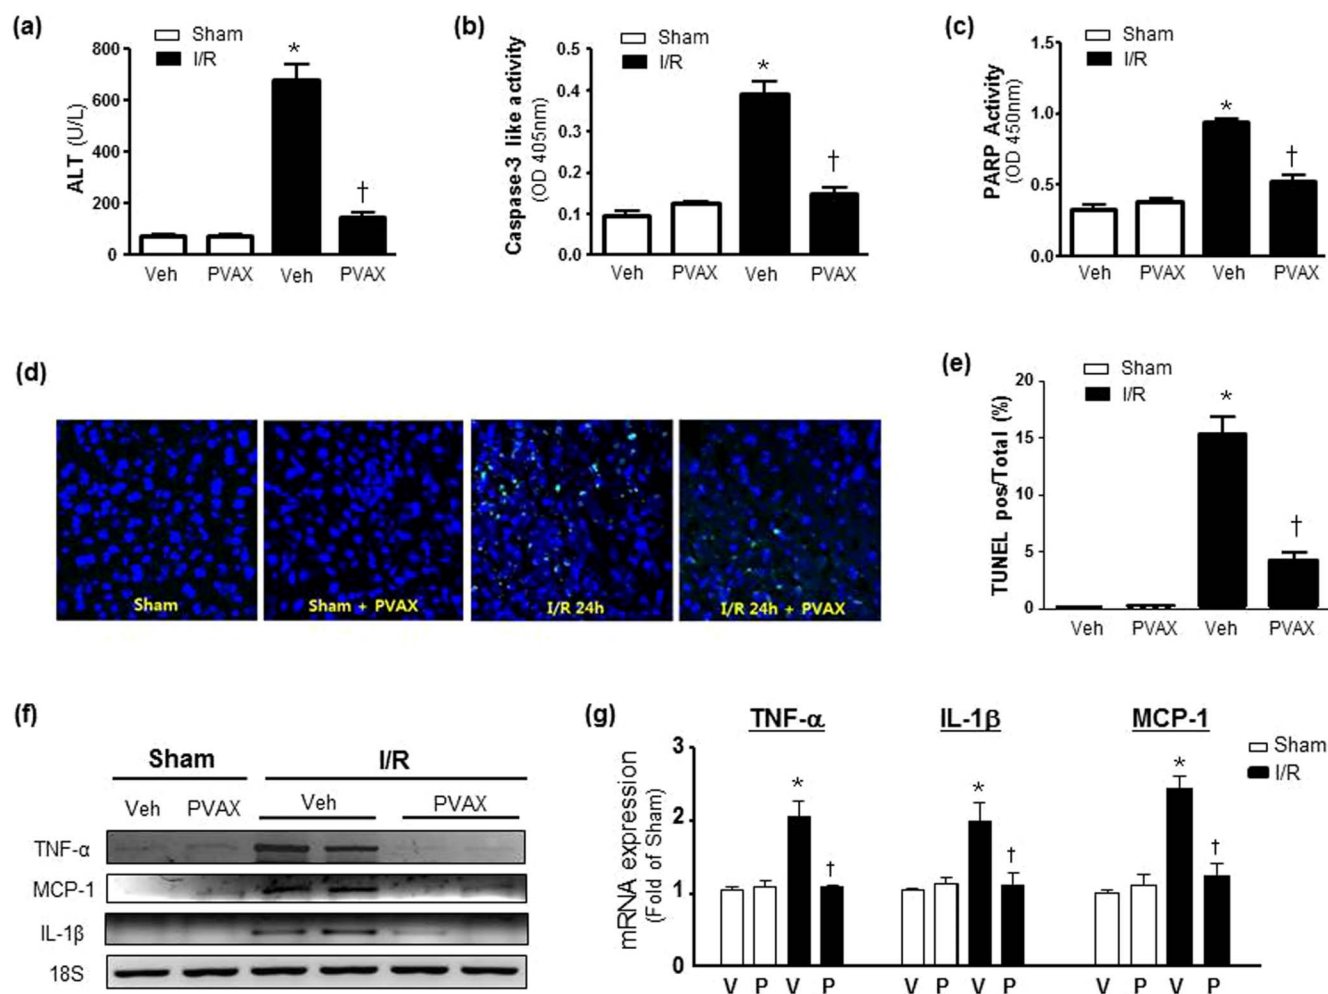 (a)
Sham
I/R
ALT (U/L)
800
600
400
200
0
*
†
Veh PVAX Veh PVAX
(b)
Sham
I/R
Caspase-3 like activity
(OD 405nm)
0.5
0.4
0.3
0.2
0.1
0.0
*
†
Veh PVAX Veh PVAX
(c)
Sham
I/R
PARP Activity
(OD 450nm)
1.5
1.0
0.5
0.0
*
†
Veh PVAX Veh PVAX
(d)
Sham
Sham + PVAX
I/R 24h
I/R 24h + PVAX
(e)
Sham
I/R
TUNEL pos/Total (%)
20
15
10
5
0
*
†
Veh PVAX Veh PVAX
(f)
Sham I/R
Veh PVAX Veh PVAX
TNF-α
MCP-1
IL-1β
18S
(g)
TNF-α IL-1β MCP-1
Sham
I/R
mRNA expression
(Fold of Sham)
3
2
1
0
* † * † * †
V P V P V P V P V P V P